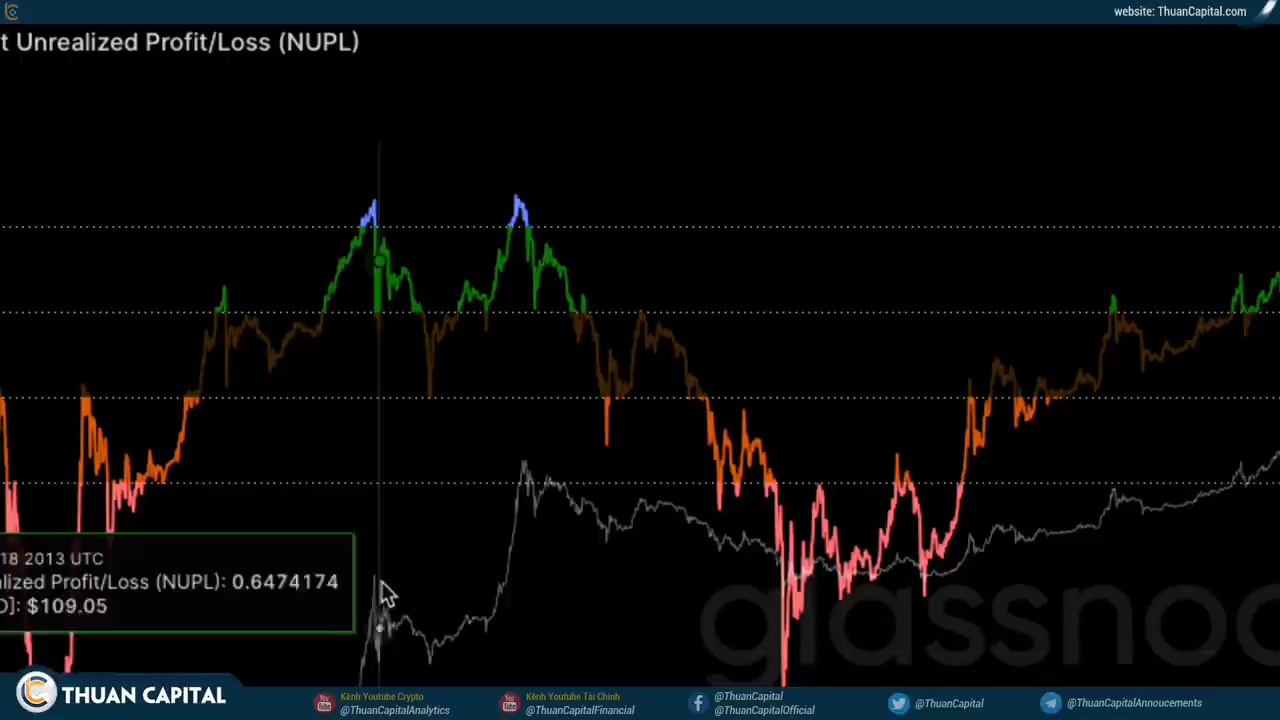 website: ThuanCapital.com
t Unrealized Profit/Loss (NUPL)
18 2013 UTC
alized Profit/Loss (NUPL): 0.6474174
D]: $109.05
glassno
THUAN CAPITAL
Kênh Youtube Crypto
@ThuanCapitalAnalytics
Kênh Youtube Tài Chính
@ThuanCapitalFinancial
@ThuanCapital
@ThuanCapitalOfficial
@ThuanCapital
@ThuanCapitalAnnoucements